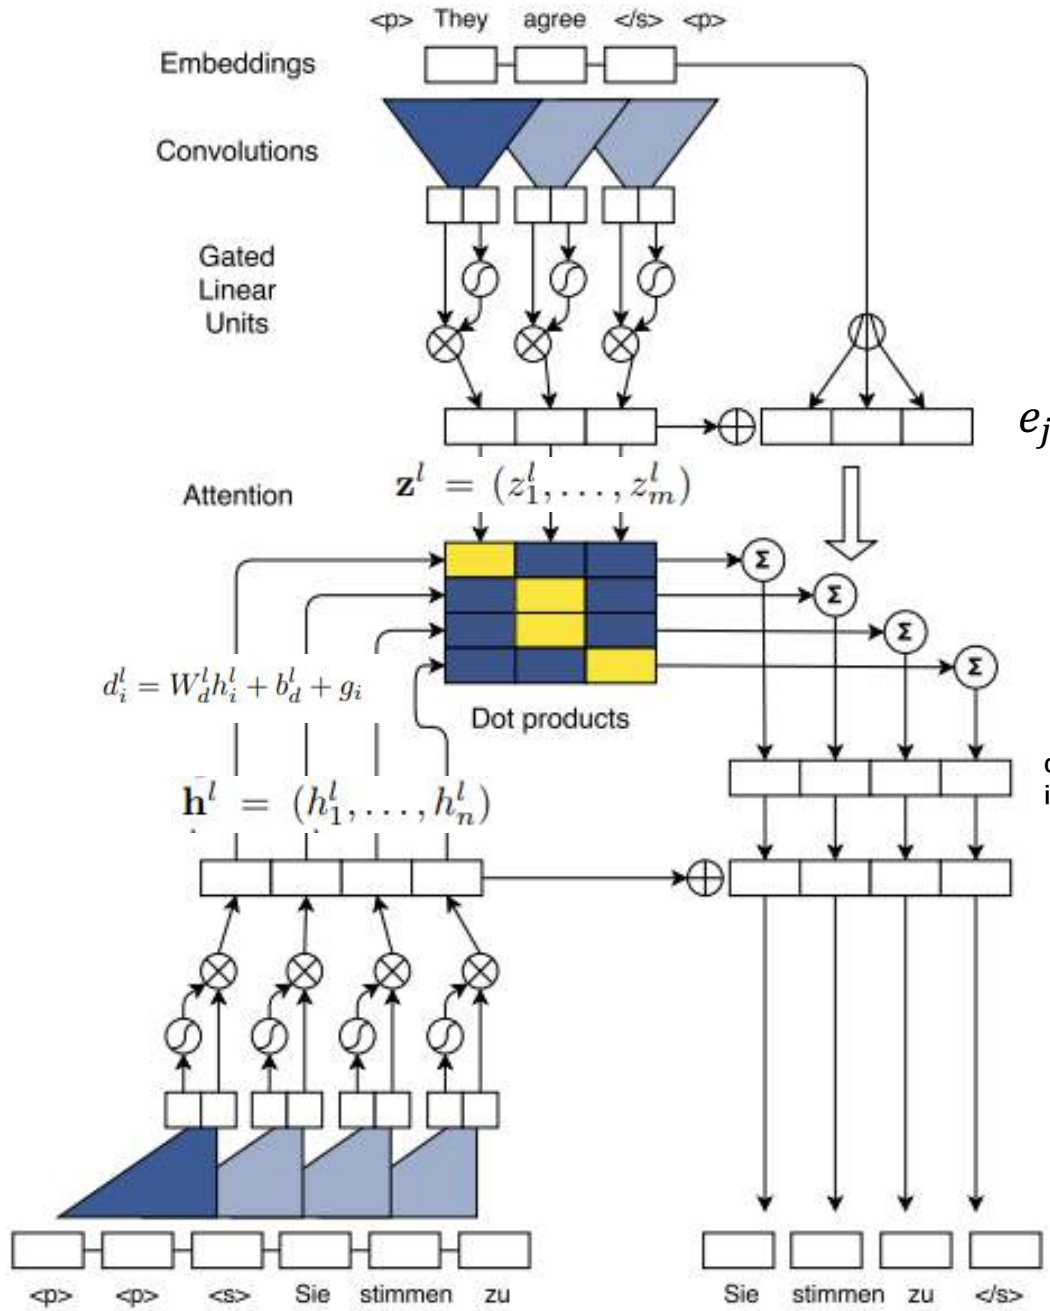 <p> They agree </s> <p>
Embeddings
Convolutions
Gated
Linear
Units
e_j
Attention
z^l = (z_1^l, . . . , z_m^l)
Σ
Σ
Σ
Σ
d_i^l = W_d^l h_i^l + b_d^l + g_i
Dot products
h^l = (h_1^l, . . . , h_n^l)
<p> <p> <s> Sie stimmen zu
Sie stimmen zu </s>